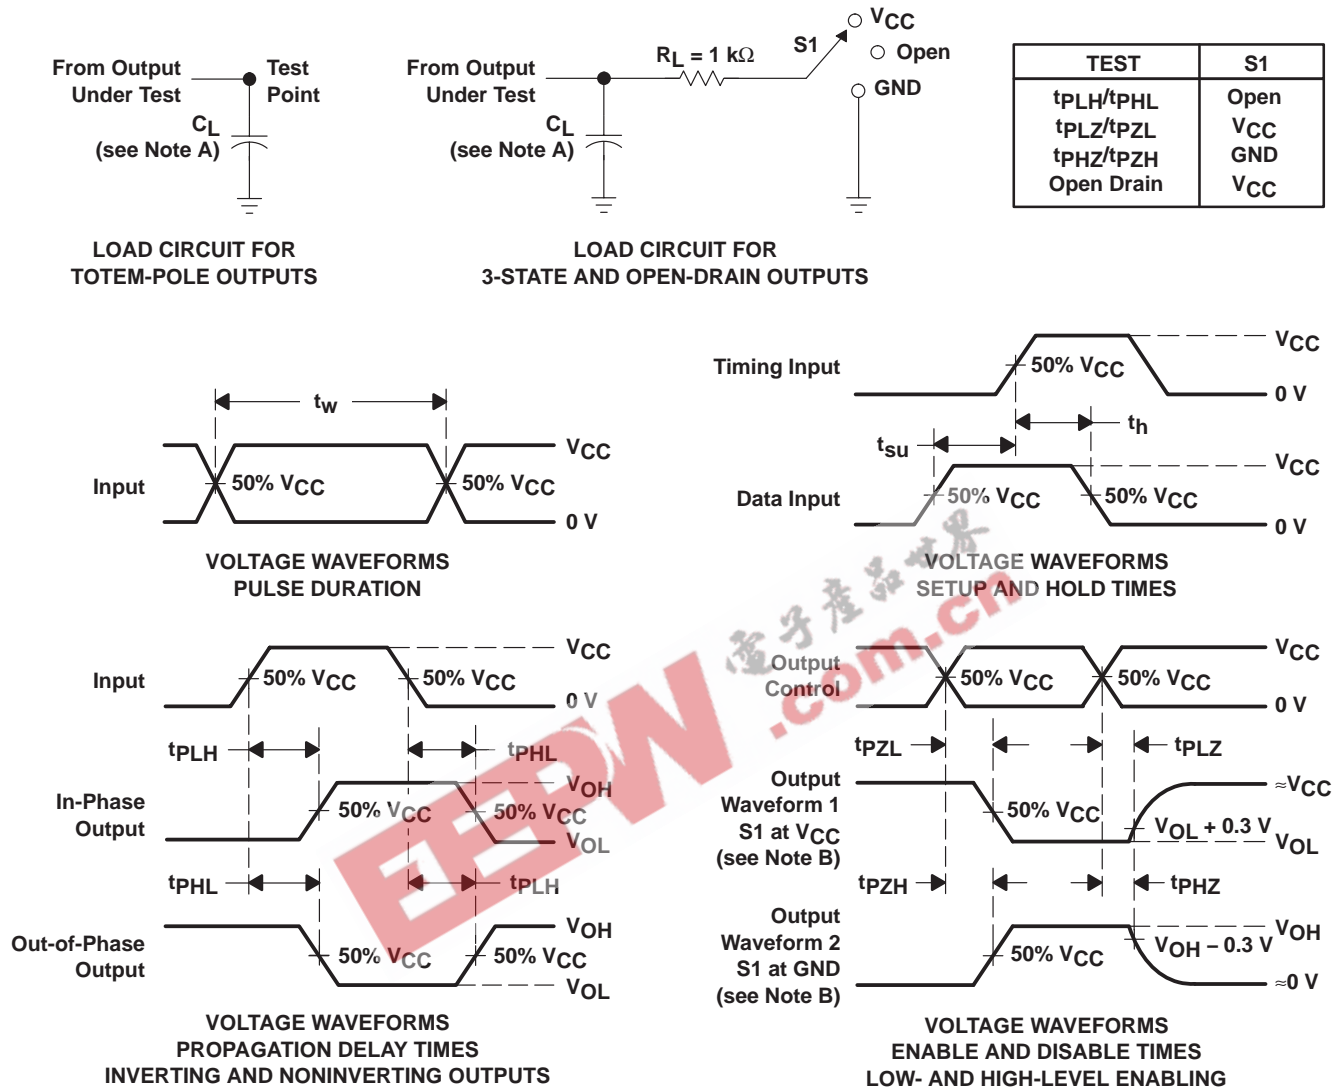 From Output
Under Test
Test
Point
CL
(see Note A)
LOAD CIRCUIT FOR
TOTEM-POLE OUTPUTS
From Output
Under Test
CL
(see Note A)
RL = 1 kΩ
S1
VCC
Open
GND
LOAD CIRCUIT FOR
3-STATE AND OPEN-DRAIN OUTPUTS
TEST S1
tPLH/tPHL Open
tPLZ/tPZL VCC
tPHZ/tPZH GND
Open Drain VCC
tw
Input
50% VCC
50% VCC
VCC
0 V
VOLTAGE WAVEFORMS
PULSE DURATION
Timing Input
50% VCC
VCC
0 V
tsu
th
Data Input
50% VCC
50% VCC
VCC
0 V
VOLTAGE WAVEFORMS
SETUP AND HOLD TIMES
Input
50% VCC
50% VCC
VCC
0 V
tPLH
tPHL
In-Phase
Output
50% VCC
50% VCC
VOH
VOL
tPHL
tPLH
Out-of-Phase
Output
50% VCC
50% VCC
VOH
VOL
VOLTAGE WAVEFORMS
PROPAGATION DELAY TIMES
INVERTING AND NONINVERTING OUTPUTS
Output
Control
50% VCC
50% VCC
VCC
0 V
tPZL
tPLZ
Output
Waveform 1
S1 at VCC
(see Note B)
50% VCC
VOL + 0.3 V
≈VCC
VOL
tPZH
tPHZ
Output
Waveform 2
S1 at GND
(see Note B)
50% VCC
VOH − 0.3 V
VOH
≈0 V
VOLTAGE WAVEFORMS
ENABLE AND DISABLE TIMES
LOW- AND HIGH-LEVEL ENABLING
EEPW
.com.cn
電子產品世界